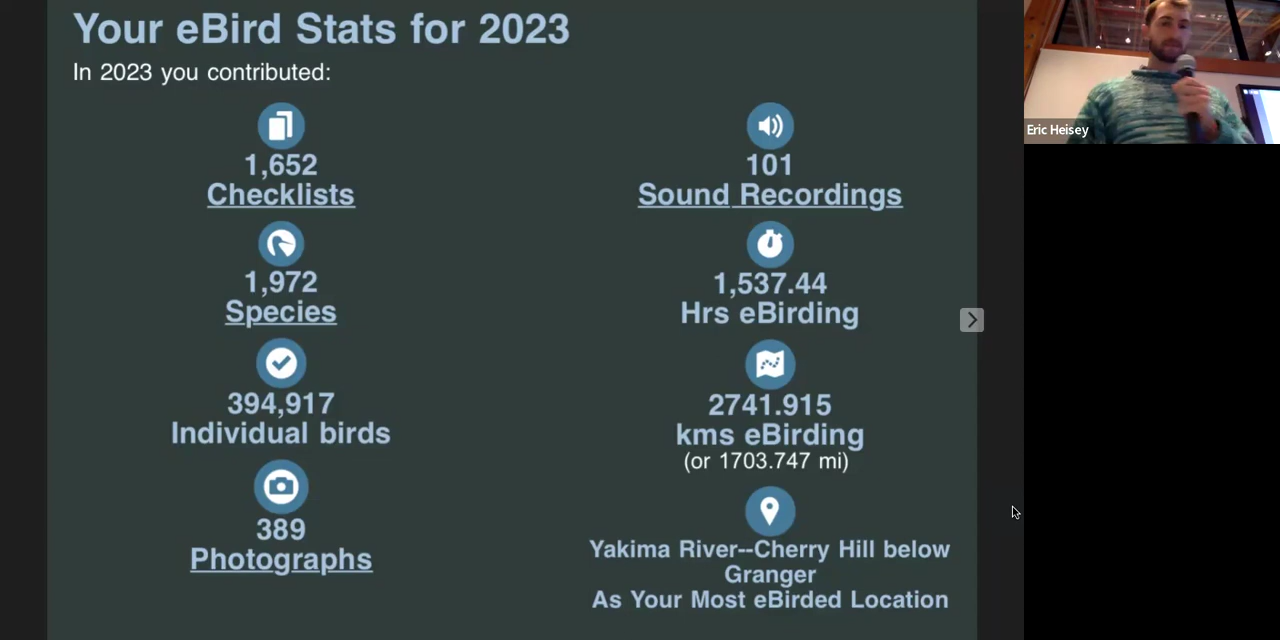 Your eBird Stats for 2023
In 2023 you contributed:
1,652
Checklists
1,972
Species
394,917
Individual birds
389
Photographs
101
Sound Recordings
1,537.44
Hrs eBirding
2741.915
kms eBirding
(or 1703.747 mi)
Yakima River--Cherry Hill below
Granger
As Your Most eBirded Location
Eric Heisey